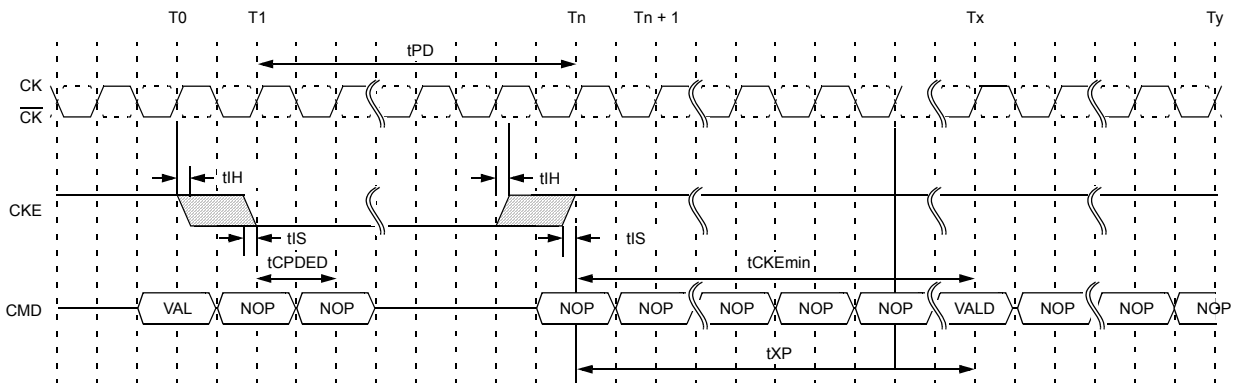 T0 T1 Tn Tn + 1 Tx Ty
tPD
CK
CK
tIH tIH
CKE
tIS tIS
tCPDED tCKEmin
CMD VAL NOP NOP NOP NOP NOP NOP NOP VALD NOP NOP NOP
tXP